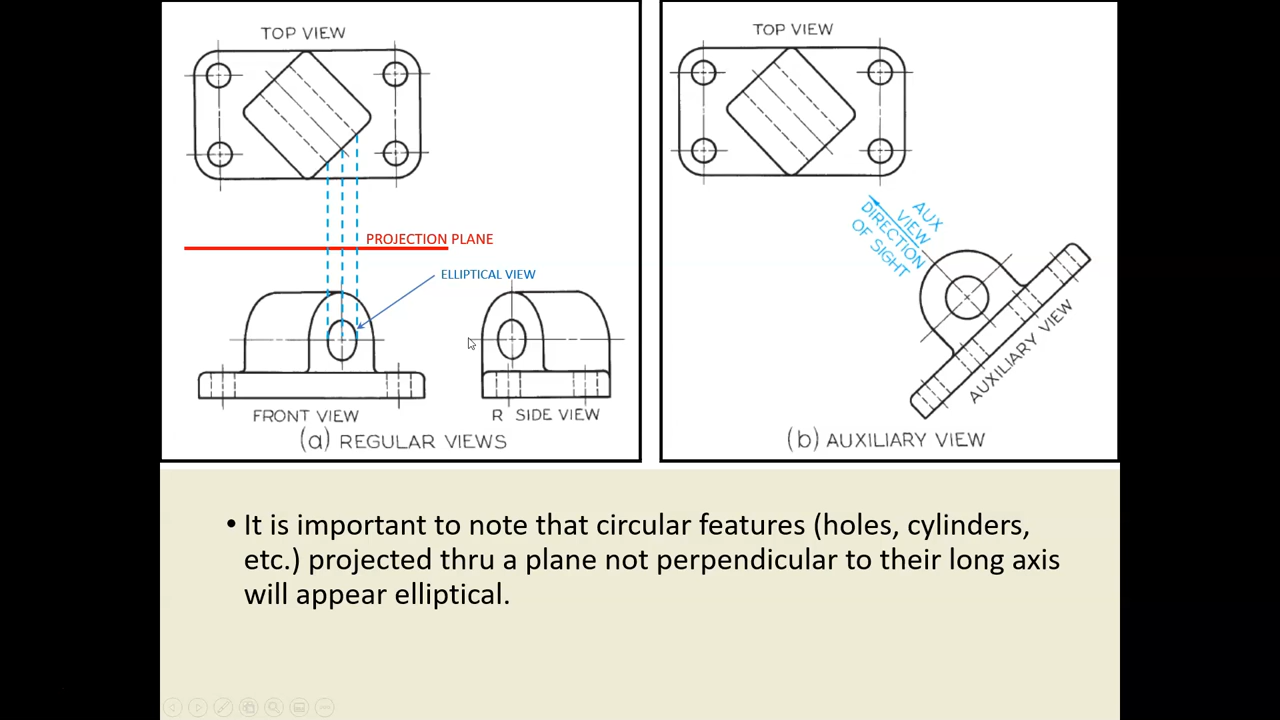 TOP VIEW
PROJECTION PLANE
ELLIPTICAL VIEW
FRONT VIEW
R SIDE VIEW
(a) REGULAR VIEWS
TOP VIEW
AUX
VIEW
DIRECTION
OF SIGHT
AUXILIARY VIEW
(b) AUXILIARY VIEW
• It is important to note that circular features (holes, cylinders,
etc.) projected thru a plane not perpendicular to their long axis
will appear elliptical.